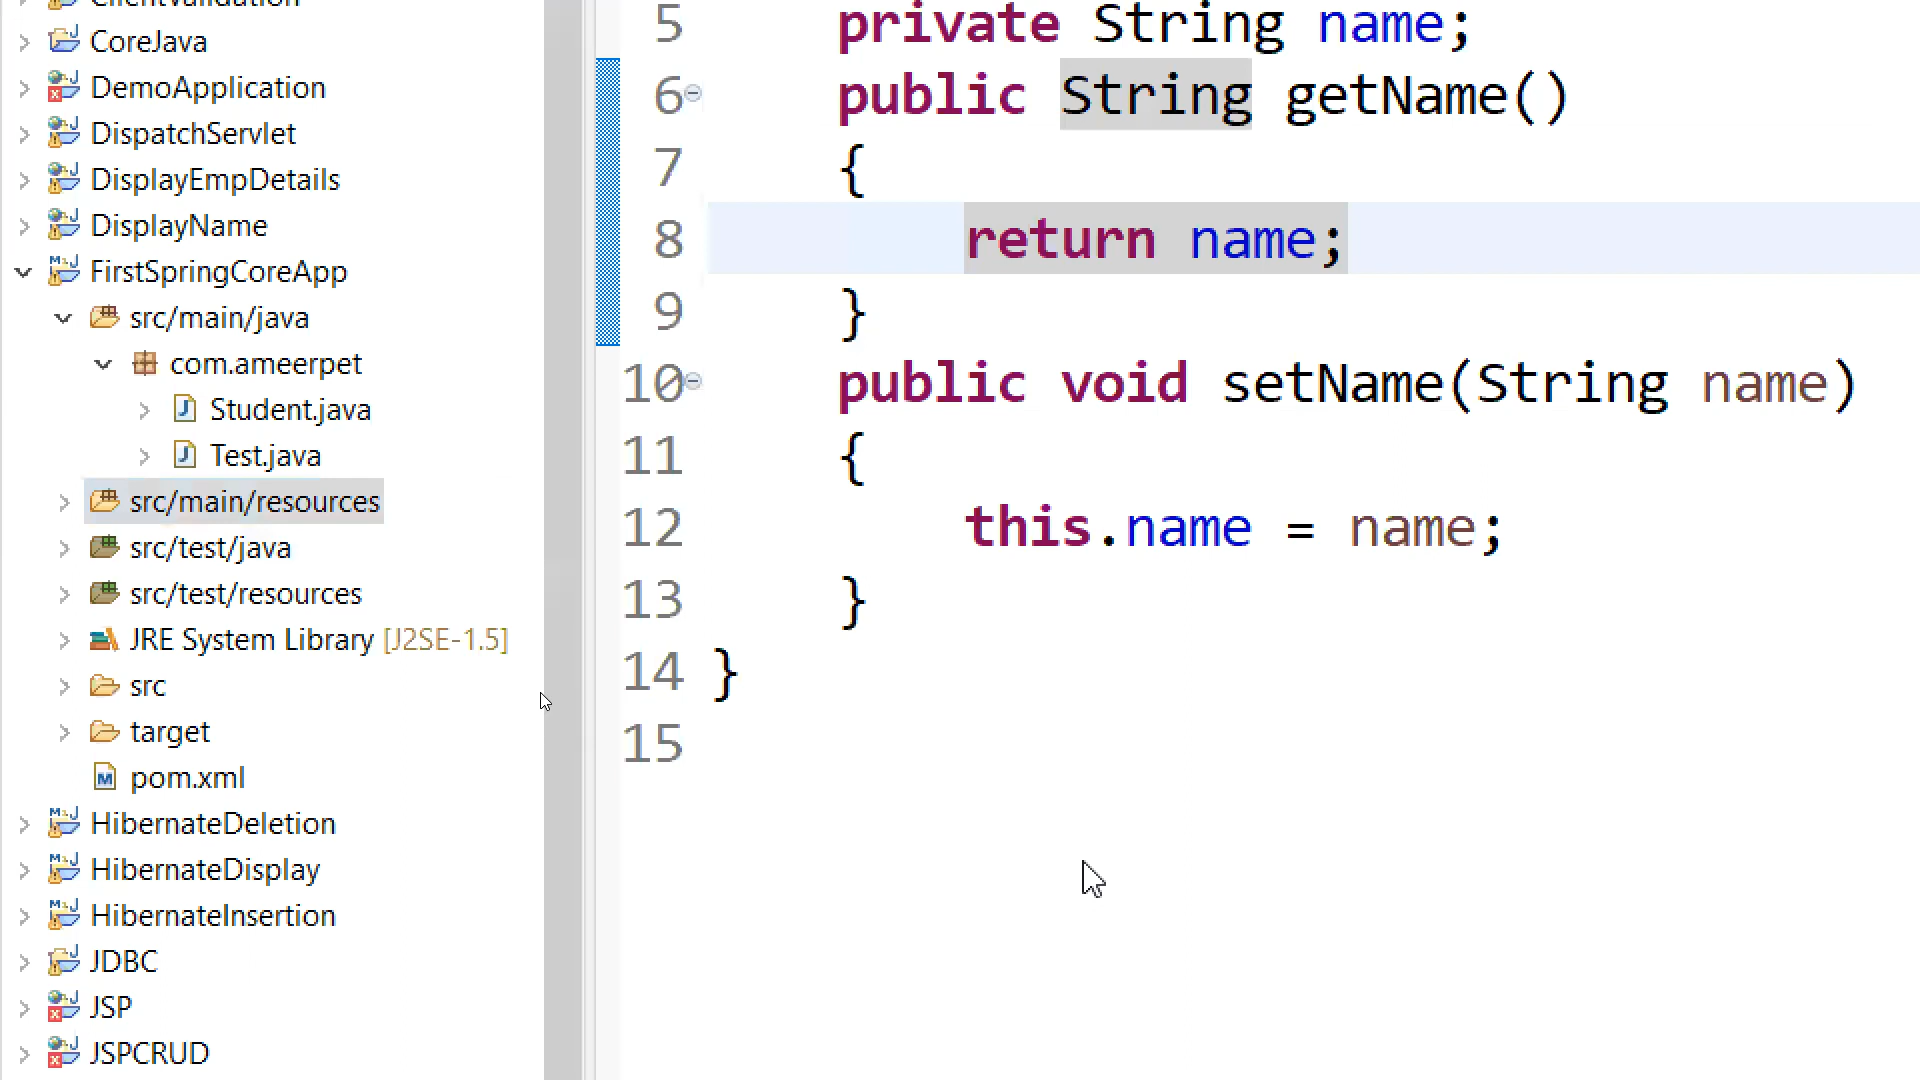 ClientValidation
CoreJava
DemoApplication
DispatchServlet
DisplayEmpDetails
DisplayName
FirstSpringCoreApp
src/main/java
com.ameerpet
Student.java
Test.java
src/main/resources
src/test/java
src/test/resources
JRE System Library [J2SE-1.5]
src
target
pom.xml
HibernateDeletion
HibernateDisplay
HibernateInsertion
JDBC
JSP
JSPCRUD
5 private String name;
6 public String getName()
7 {
8 return name;
9 }
10 public void setName(String name)
11 {
12 this.name = name;
13 }
14 }
15